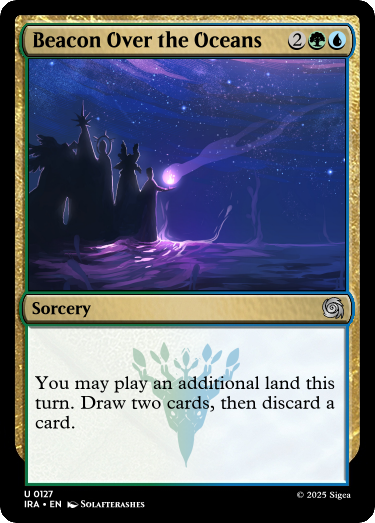 Beacon Over the Oceans 2
Sorcery
You may play an additional land this
turn. Draw two cards, then discard a
card.
U 0127
IRA • EN Solafterashes
© 2025 Sigea